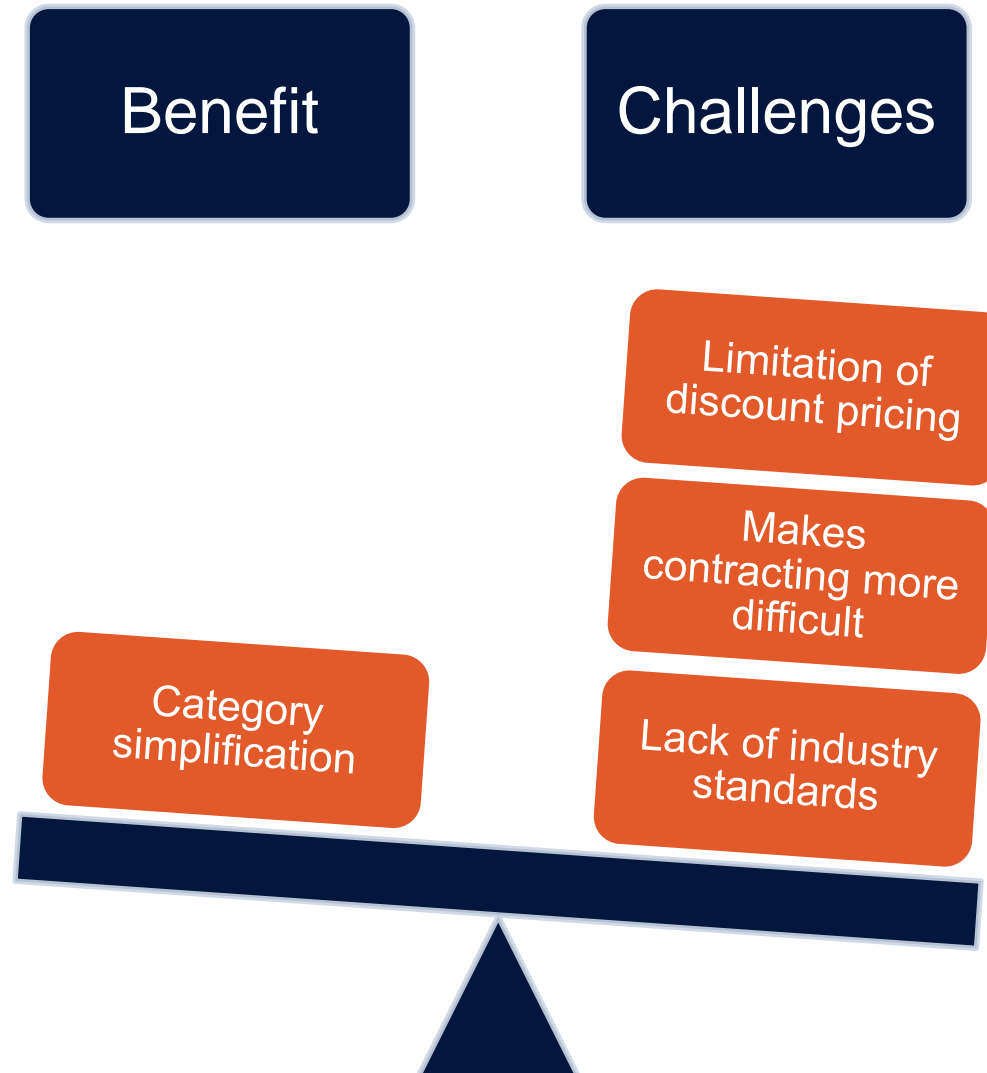 Benefit
Challenges
Limitation of
discount pricing
Makes
contracting more
difficult
Category
simplification
Lack of industry
standards